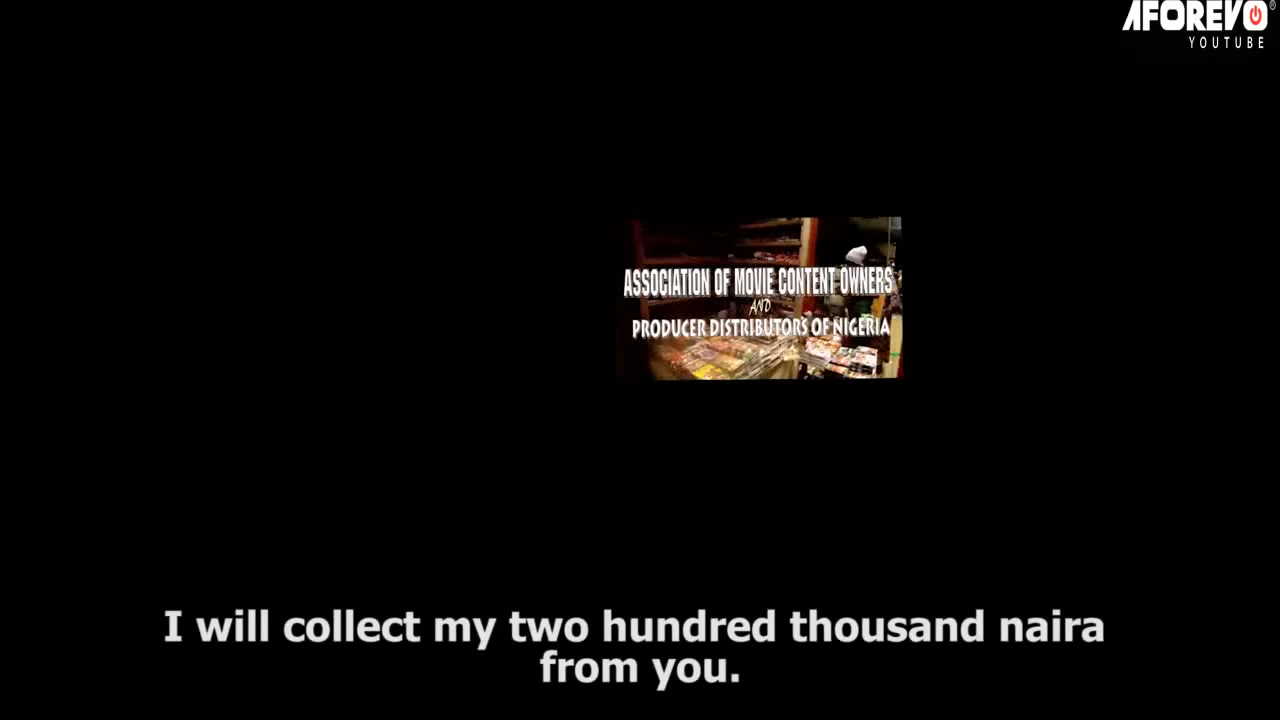 AFOREVO
YOUTUBE
ASSOCIATION OF MOVIE CONTENT OWNERS
AND
PRODUCER DISTRIBUTORS OF NIGERIA
I will collect my two hundred thousand naira
from you.